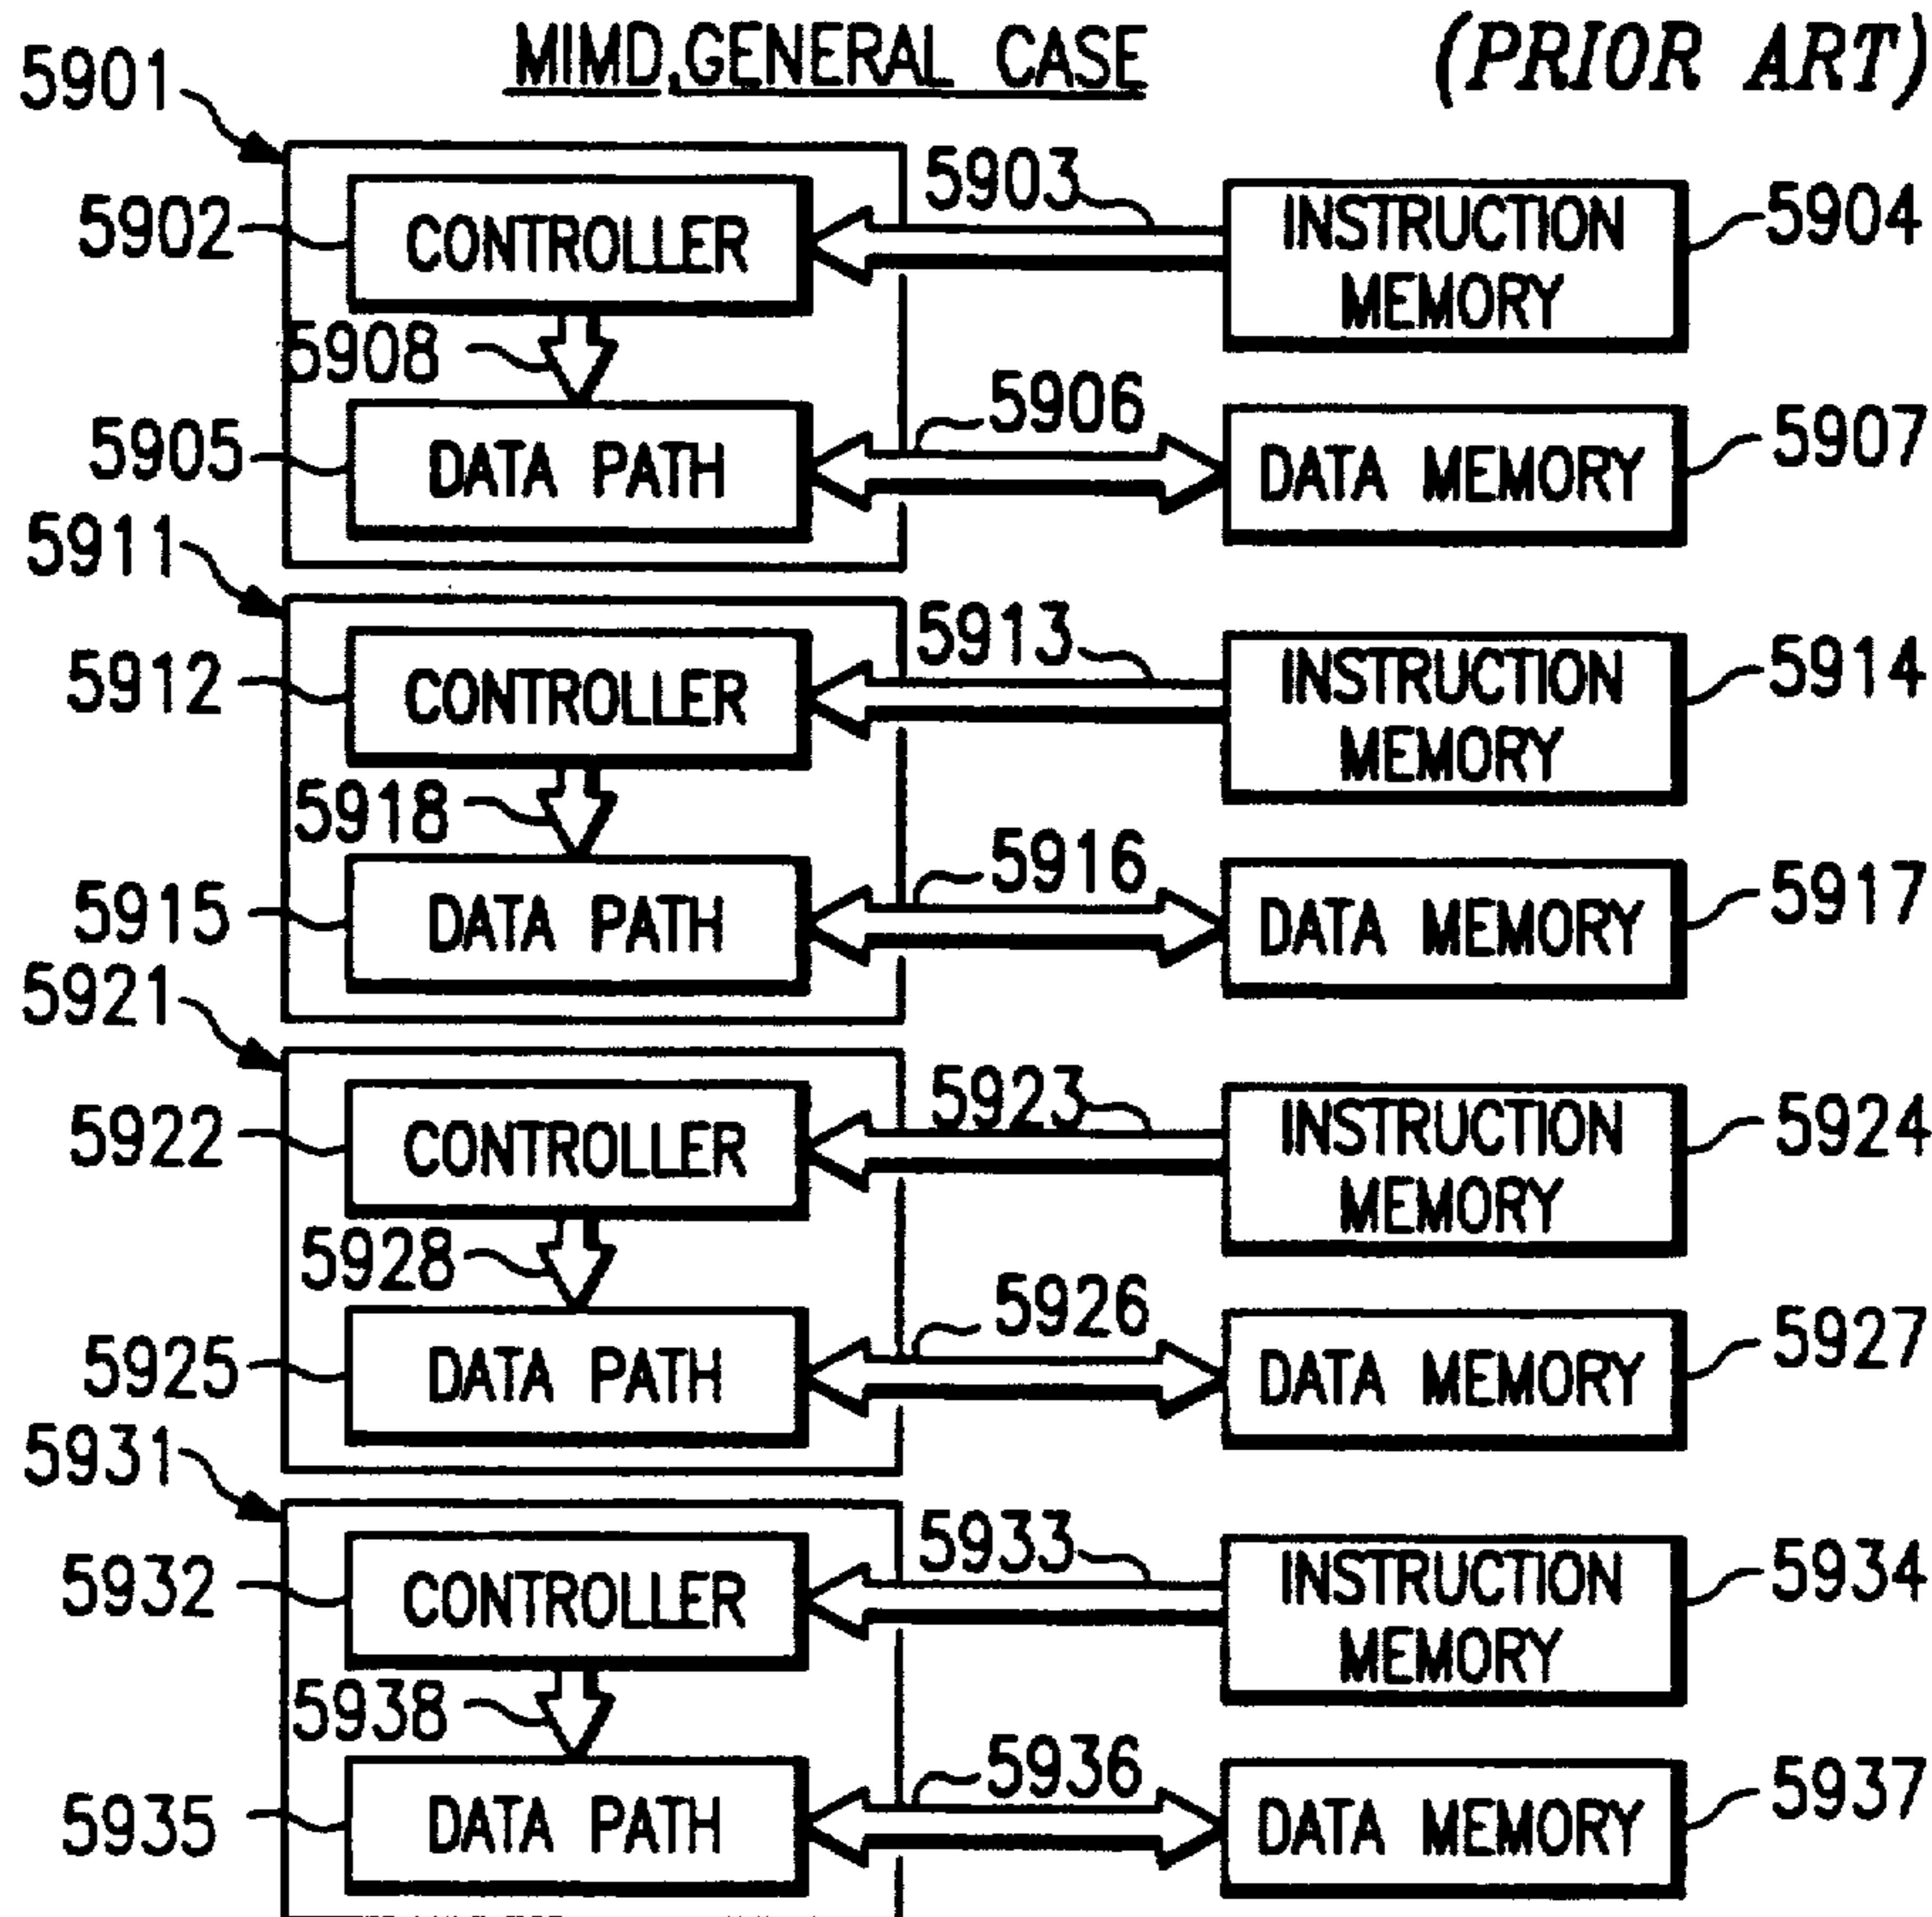 MIMD, GENERAL CASE (PRIOR ART)
5901
5902 CONTROLLER 5903 INSTRUCTION MEMORY 5904
5908
5905 DATA PATH 5906 DATA MEMORY 5907
5911
5912 CONTROLLER 5913 INSTRUCTION MEMORY 5914
5918
5915 DATA PATH 5916 DATA MEMORY 5917
5921
5922 CONTROLLER 5923 INSTRUCTION MEMORY 5924
5928
5925 DATA PATH 5926 DATA MEMORY 5927
5931
5932 CONTROLLER 5933 INSTRUCTION MEMORY 5934
5938
5935 DATA PATH 5936 DATA MEMORY 5937